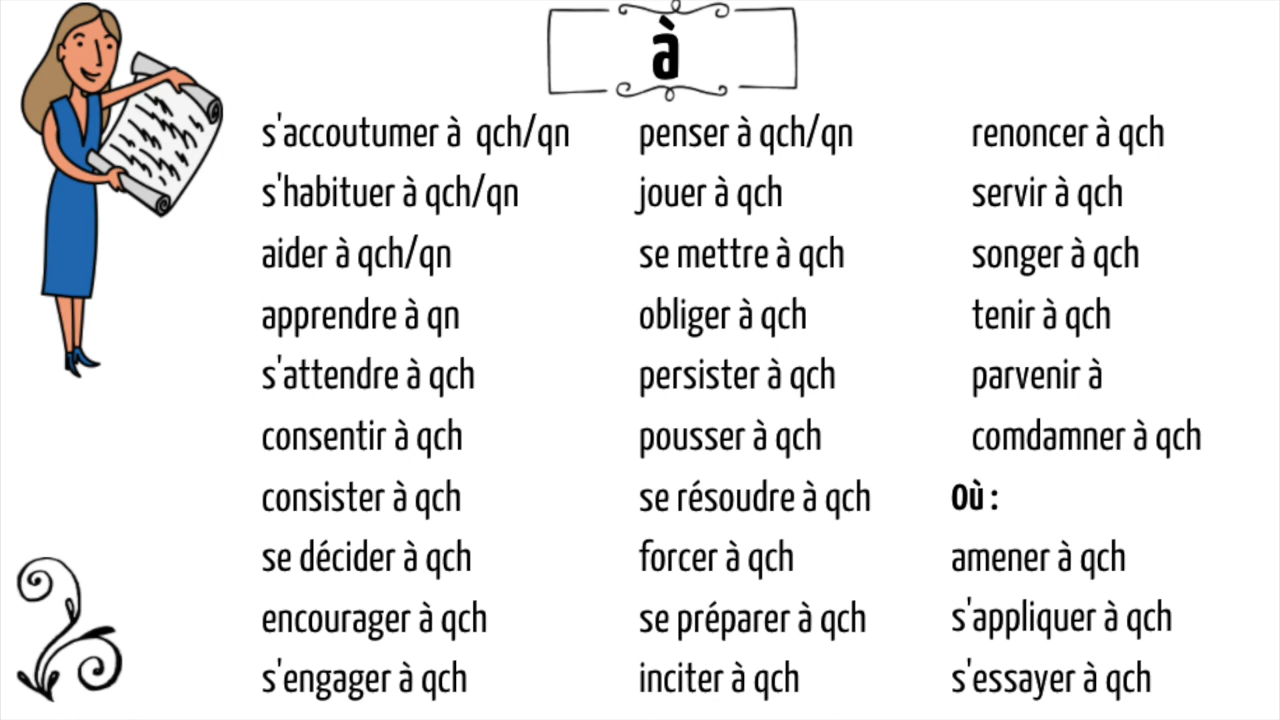 à
s'accoutumer à qch/qn
s'habituer à qch/qn
aider à qch/qn
apprendre à qn
s'attendre à qch
consentir à qch
consister à qch
se décider à qch
encourager à qch
s'engager à qch
penser à qch/qn
jouer à qch
se mettre à qch
obliger à qch
persister à qch
pousser à qch
se résoudre à qch
forcer à qch
se préparer à qch
inciter à qch
renoncer à qch
servir à qch
songer à qch
tenir à qch
parvenir à
comdamner à qch
Où :
amener à qch
s'appliquer à qch
s'essayer à qch